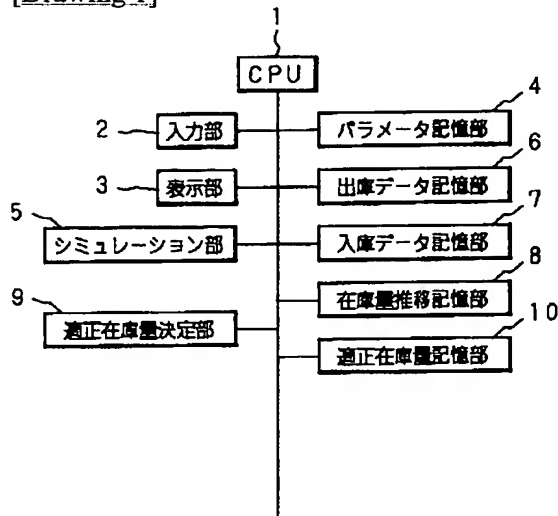 [Drawing 1]
1
CPU
4
2 入力部 パラメータ記憶部
6
3 表示部 出庫データ記憶部
5 7
シミュレーション部 入庫データ記憶部
8
9 在庫量推移記憶部
適正在庫量決定部 10
適正在庫量記憶部